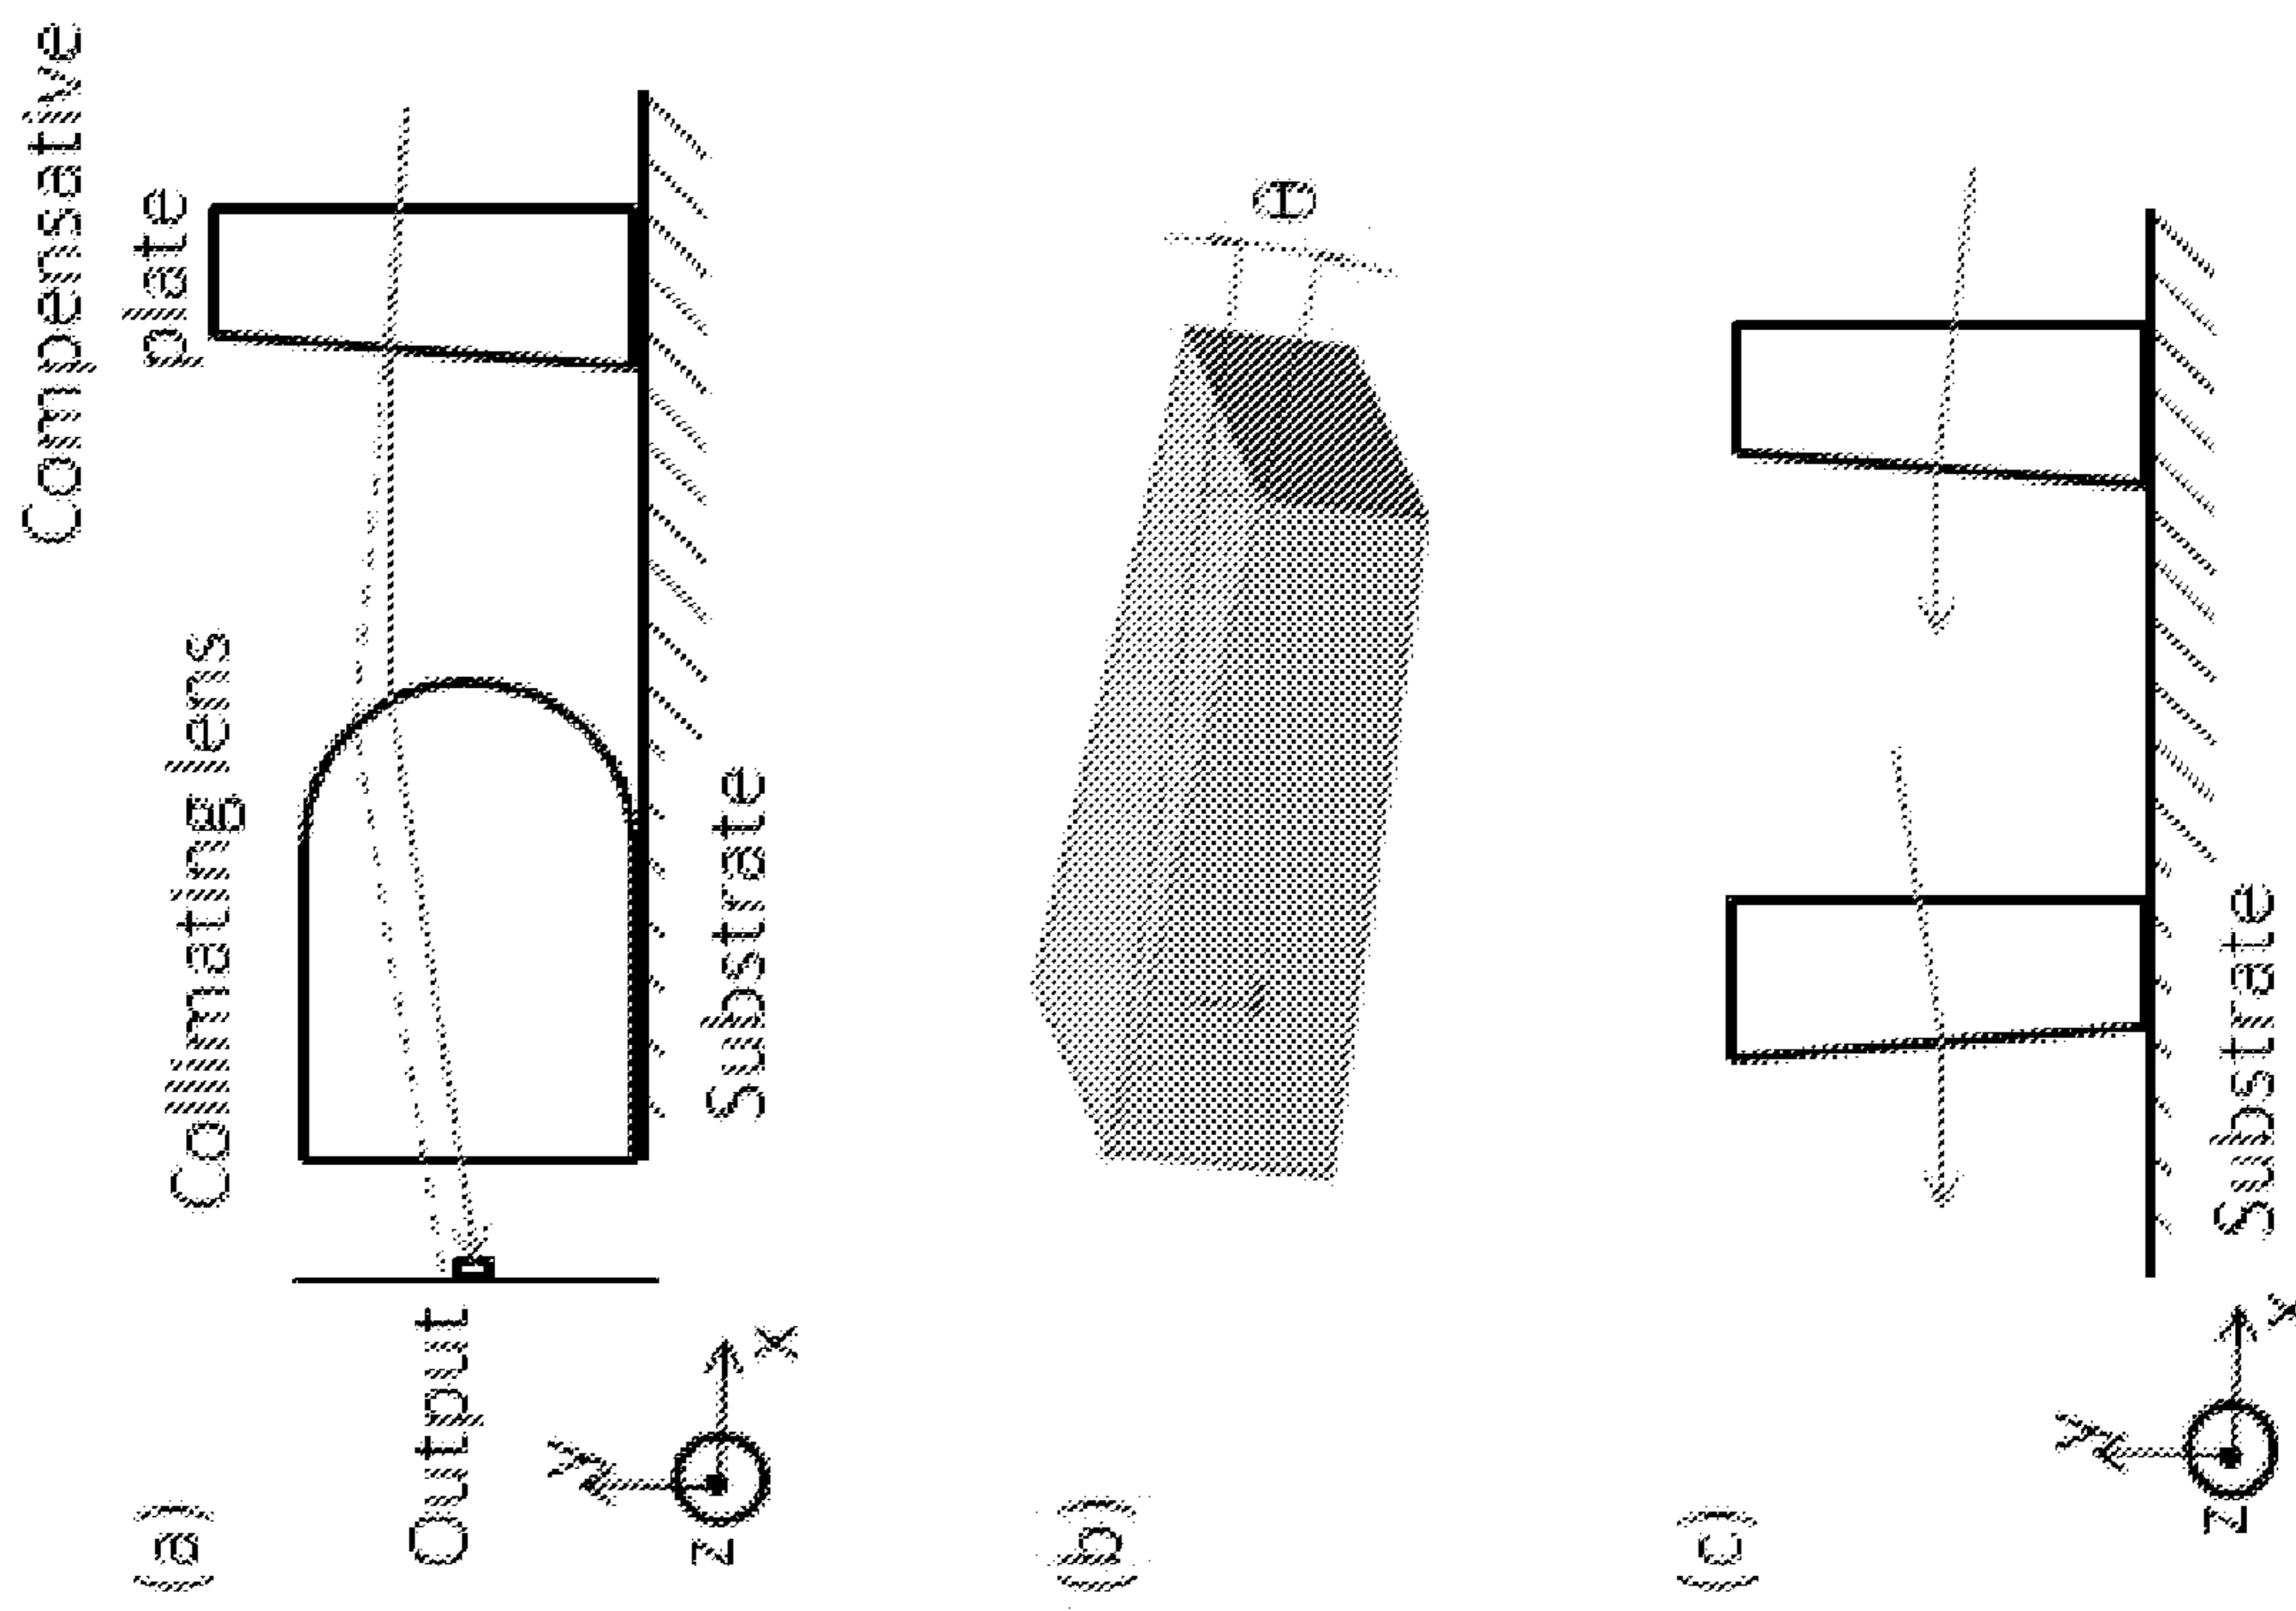 (a)
Compensative
plate
Collimating lens
Output
Substrate
y
z
x
(b)
Θ
L
(c)
Substrate
y
z